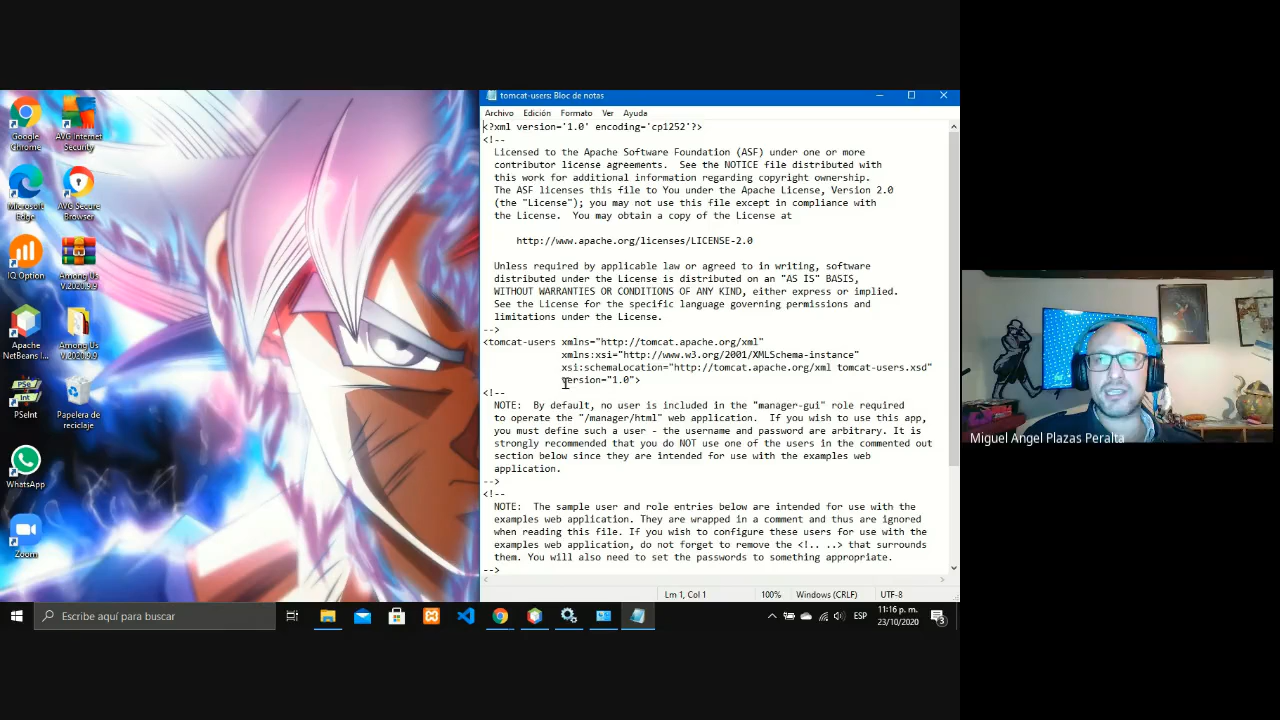 Google
Chrome
AVG Internet
Security
Microsoft
Edge
AVG Secure
Browser
IQ Option
Among Us
V.2020.9.9
Apache
NetBeans I...
Among Us
V.2020.9.9
PSeInt
Papelera de
reciclaje
WhatsApp
Zoom
tomcat-users: Bloc de notas
Archivo Edición Formato Ver Ayuda
<?xml version='1.0' encoding='cp1252'?>
<!--
Licensed to the Apache Software Foundation (ASF) under one or more
contributor license agreements. See the NOTICE file distributed with
this work for additional information regarding copyright ownership.
The ASF licenses this file to You under the Apache License, Version 2.0
(the "License"); you may not use this file except in compliance with
the License. You may obtain a copy of the License at
http://www.apache.org/licenses/LICENSE-2.0
Unless required by applicable law or agreed to in writing, software
distributed under the License is distributed on an "AS IS" BASIS,
WITHOUT WARRANTIES OR CONDITIONS OF ANY KIND, either express or implied.
See the License for the specific language governing permissions and
limitations under the License.
-->
<tomcat-users xmlns="http://tomcat.apache.org/xml"
xmlns:xsi="http://www.w3.org/2001/XMLSchema-instance"
xsi:schemaLocation="http://tomcat.apache.org/xml tomcat-users.xsd"
version="1.0">
<!--
NOTE: By default, no user is included in the "manager-gui" role required
to operate the "/manager/html" web application. If you wish to use this app,
you must define such a user - the username and password are arbitrary. It is
strongly recommended that you do NOT use one of the users in the commented out
section below since they are intended for use with the examples web
application.
-->
<!--
NOTE: The sample user and role entries below are intended for use with the
examples web application. They are wrapped in a comment and thus are ignored
when reading this file. If you wish to configure these users for use with the
examples web application, do not forget to remove the <!.. ..> that surrounds
them. You will also need to set the passwords to something appropriate.
-->
Lm 1, Col 1 100% Windows (CRLF) UTF-8
Escribe aquí para buscar
ESP
11:16 p. m.
23/10/2020
3
Miguel Angel Plazas Peralta